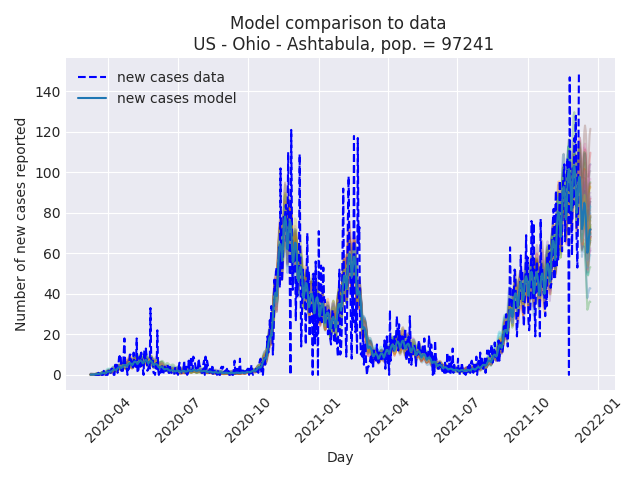 Model comparison to data
US - Ohio - Ashtabula, pop. = 97241
new cases data
new cases model
Number of new cases reported
140
120
100
80
60
40
20
0
2020-04
2020-07
2020-10
2021-01
2021-04
2021-07
2021-10
2022-01
Day